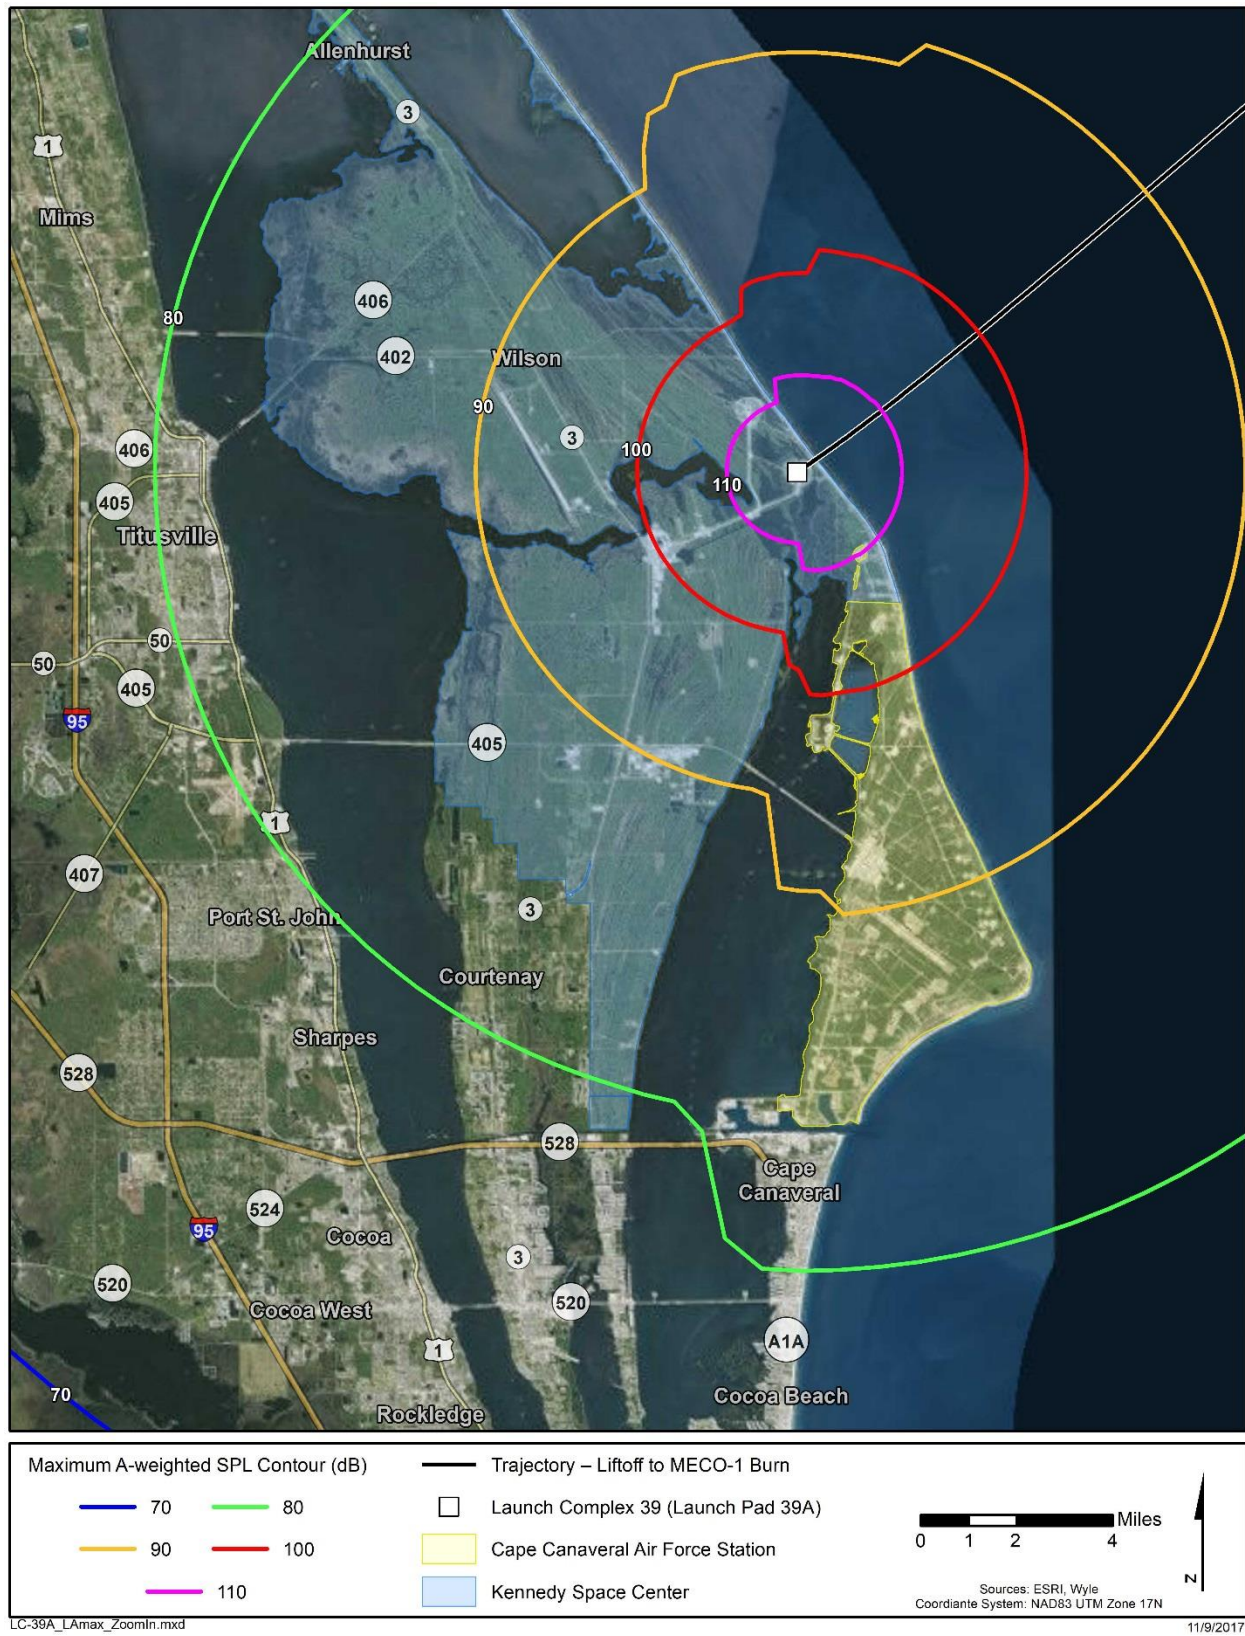 Allenhurst
3
1
Mims
80
406
402
Wilson
90
3
406
100
110
405
Titusville
50
50
405
95
405
1
407
Port St. John
3
Courtenay
Sharpes
528
528
Cape
Canaveral
524
95
Cocoa
3
520
Cocoa West
520
1
A1A
70
Cocoa Beach
Rockledge
Maximum A-weighted SPL Contour (dB)
70
80
90
100
110
Trajectory – Liftoff to MECO-1 Burn
Launch Complex 39 (Launch Pad 39A)
Cape Canaveral Air Force Station
Kennedy Space Center
Miles
0 1 2 4
N
Sources: ESRI, Wyle
Coordiante System: NAD83 UTM Zone 17N
LC-39A_LAmax_ZoomIn.mxd
11/9/2017